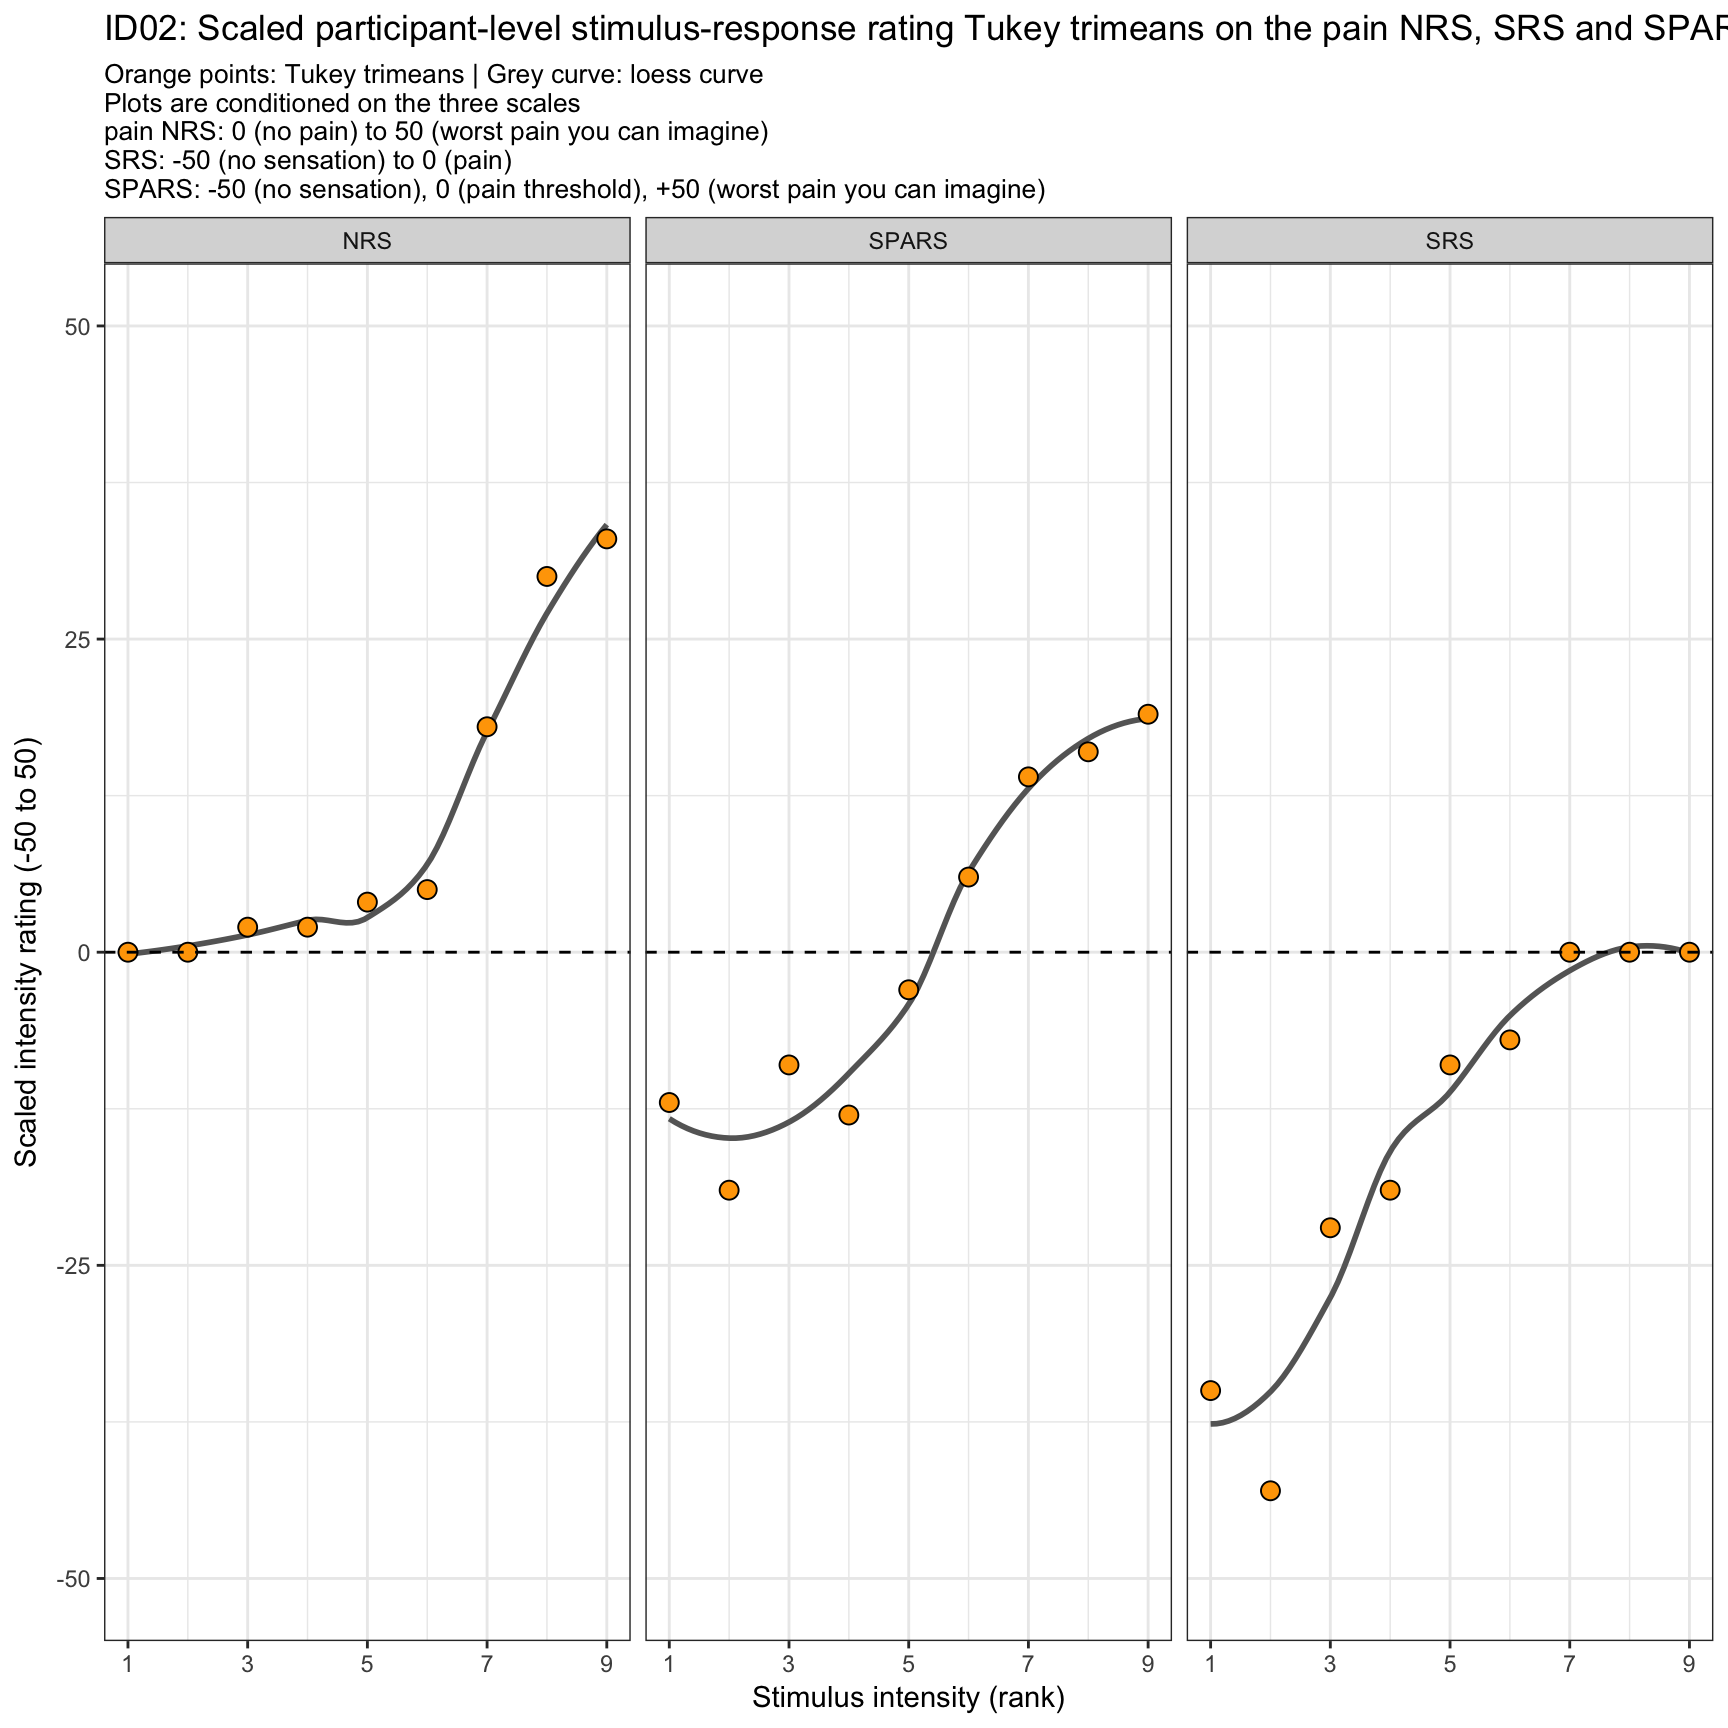 ID02: Scaled participant-level stimulus-response rating Tukey trimeans on the pain NRS, SRS and SPAR
Orange points: Tukey trimeans | Grey curve: loess curve
Plots are conditioned on the three scales
pain NRS: 0 (no pain) to 50 (worst pain you can imagine)
SRS: -50 (no sensation) to 0 (pain)
SPARS: -50 (no sensation), 0 (pain threshold), +50 (worst pain you can imagine)
NRS
SPARS
SRS
Scaled intensity rating (-50 to 50)
50
25
0
-25
-50
1 3 5 7 9
1 3 5 7 9
1 3 5 7 9
Stimulus intensity (rank)